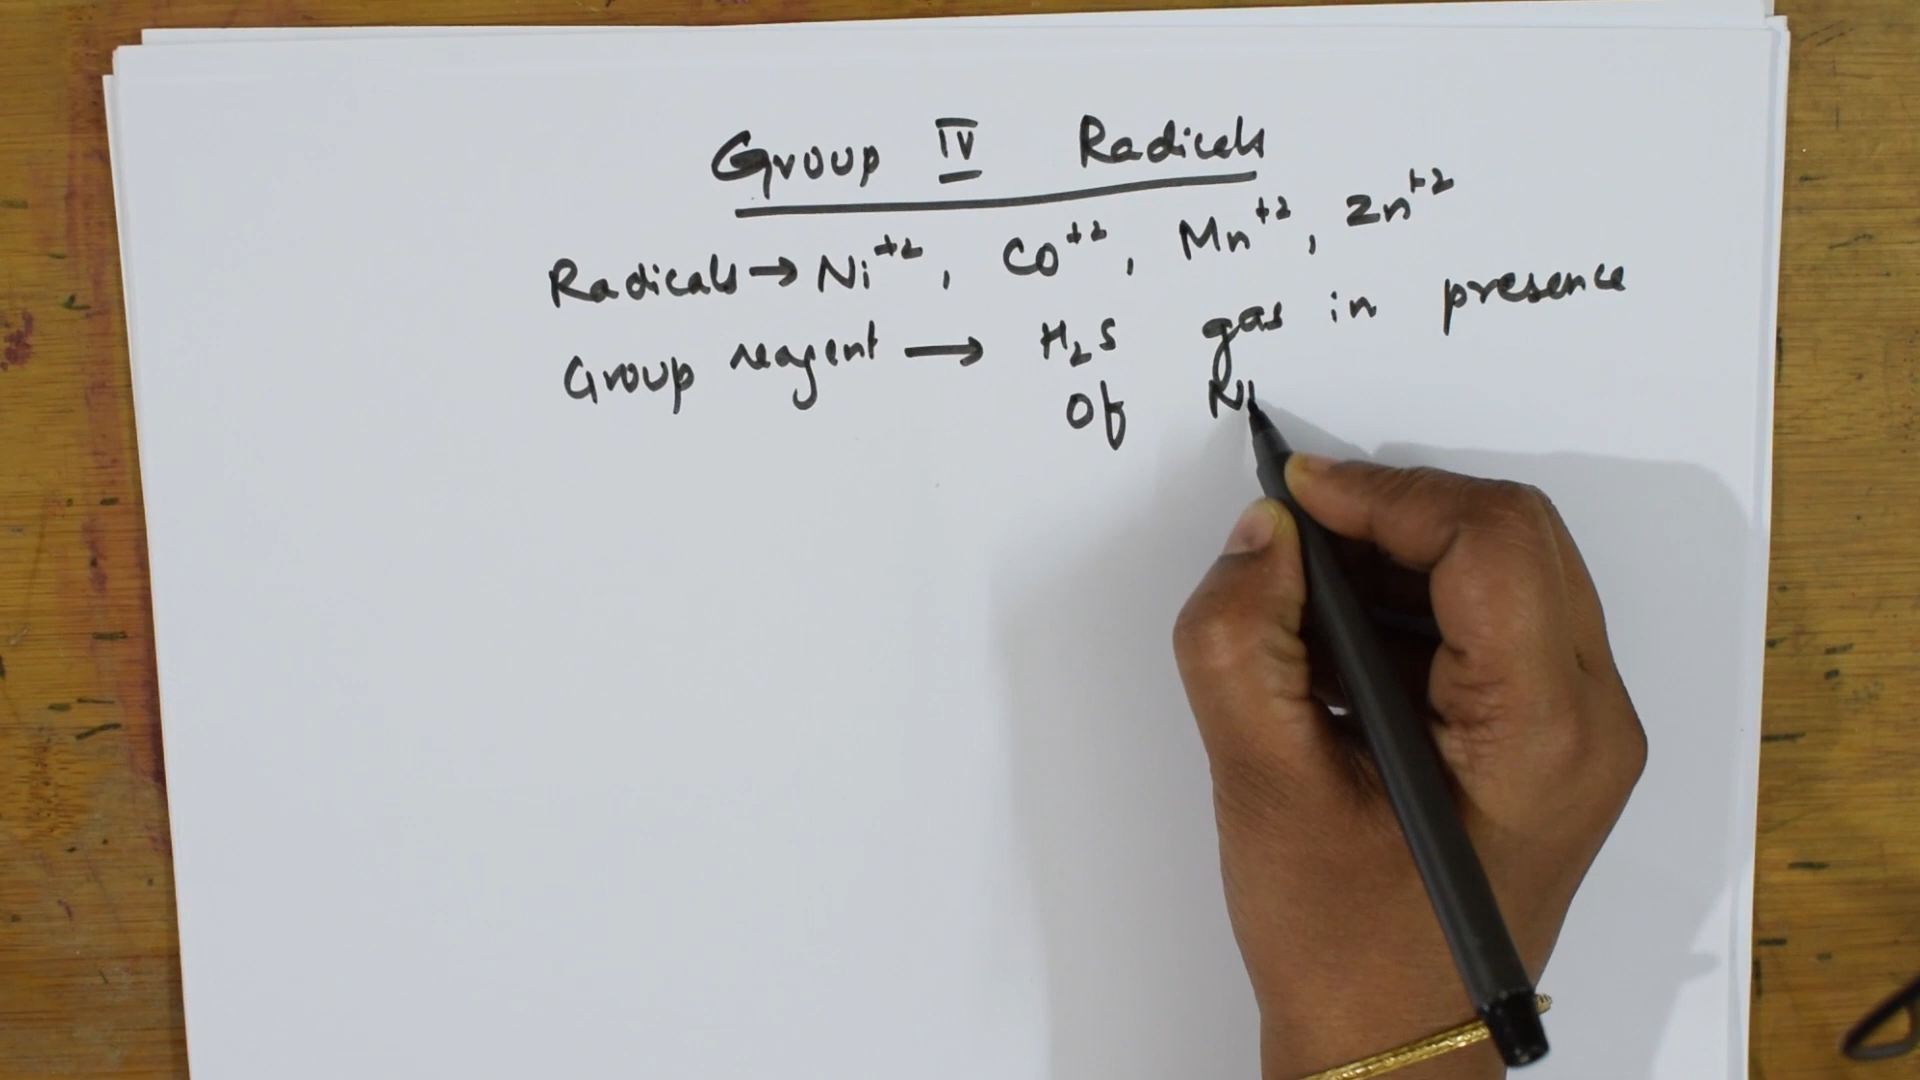 Group IV Radicals
Radicals → Ni⁺², Co⁺², Mn⁺², Zn⁺²
Group reagent → H₂S gas in presence
Of N